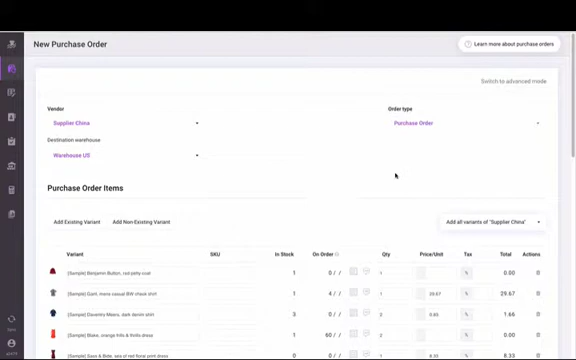 New Purchase Order
Learn more about purchase orders
Switch to advanced mode
Vendor
Order type
Supplier China
Purchase Order
Destination warehouse
Warehouse US
Purchase Order Items
Add Existing Variant
Add Non-Existing Variant
Add all variants of "Supplier China"
Variant SKU In Stock On Order Qty Price/Unit Tax Total Actions
[Sample] Benjamin Button, red petty coat 1 0 / / 1 % 0.00
[Sample] Gant, mens casual BW check shirt 1 4 / / 1 29.67 % 29.67
[Sample] Daventry Meers, dark denim shirt 3 0 / / 2 0.83 % 1.66
[Sample] Blake, orange frills & thrills dress 1 60 / / 2 % 0.00
[Sample] Sass & Bide, sea of red floral print dress 0 0 / / 1 8.33 % 8.33